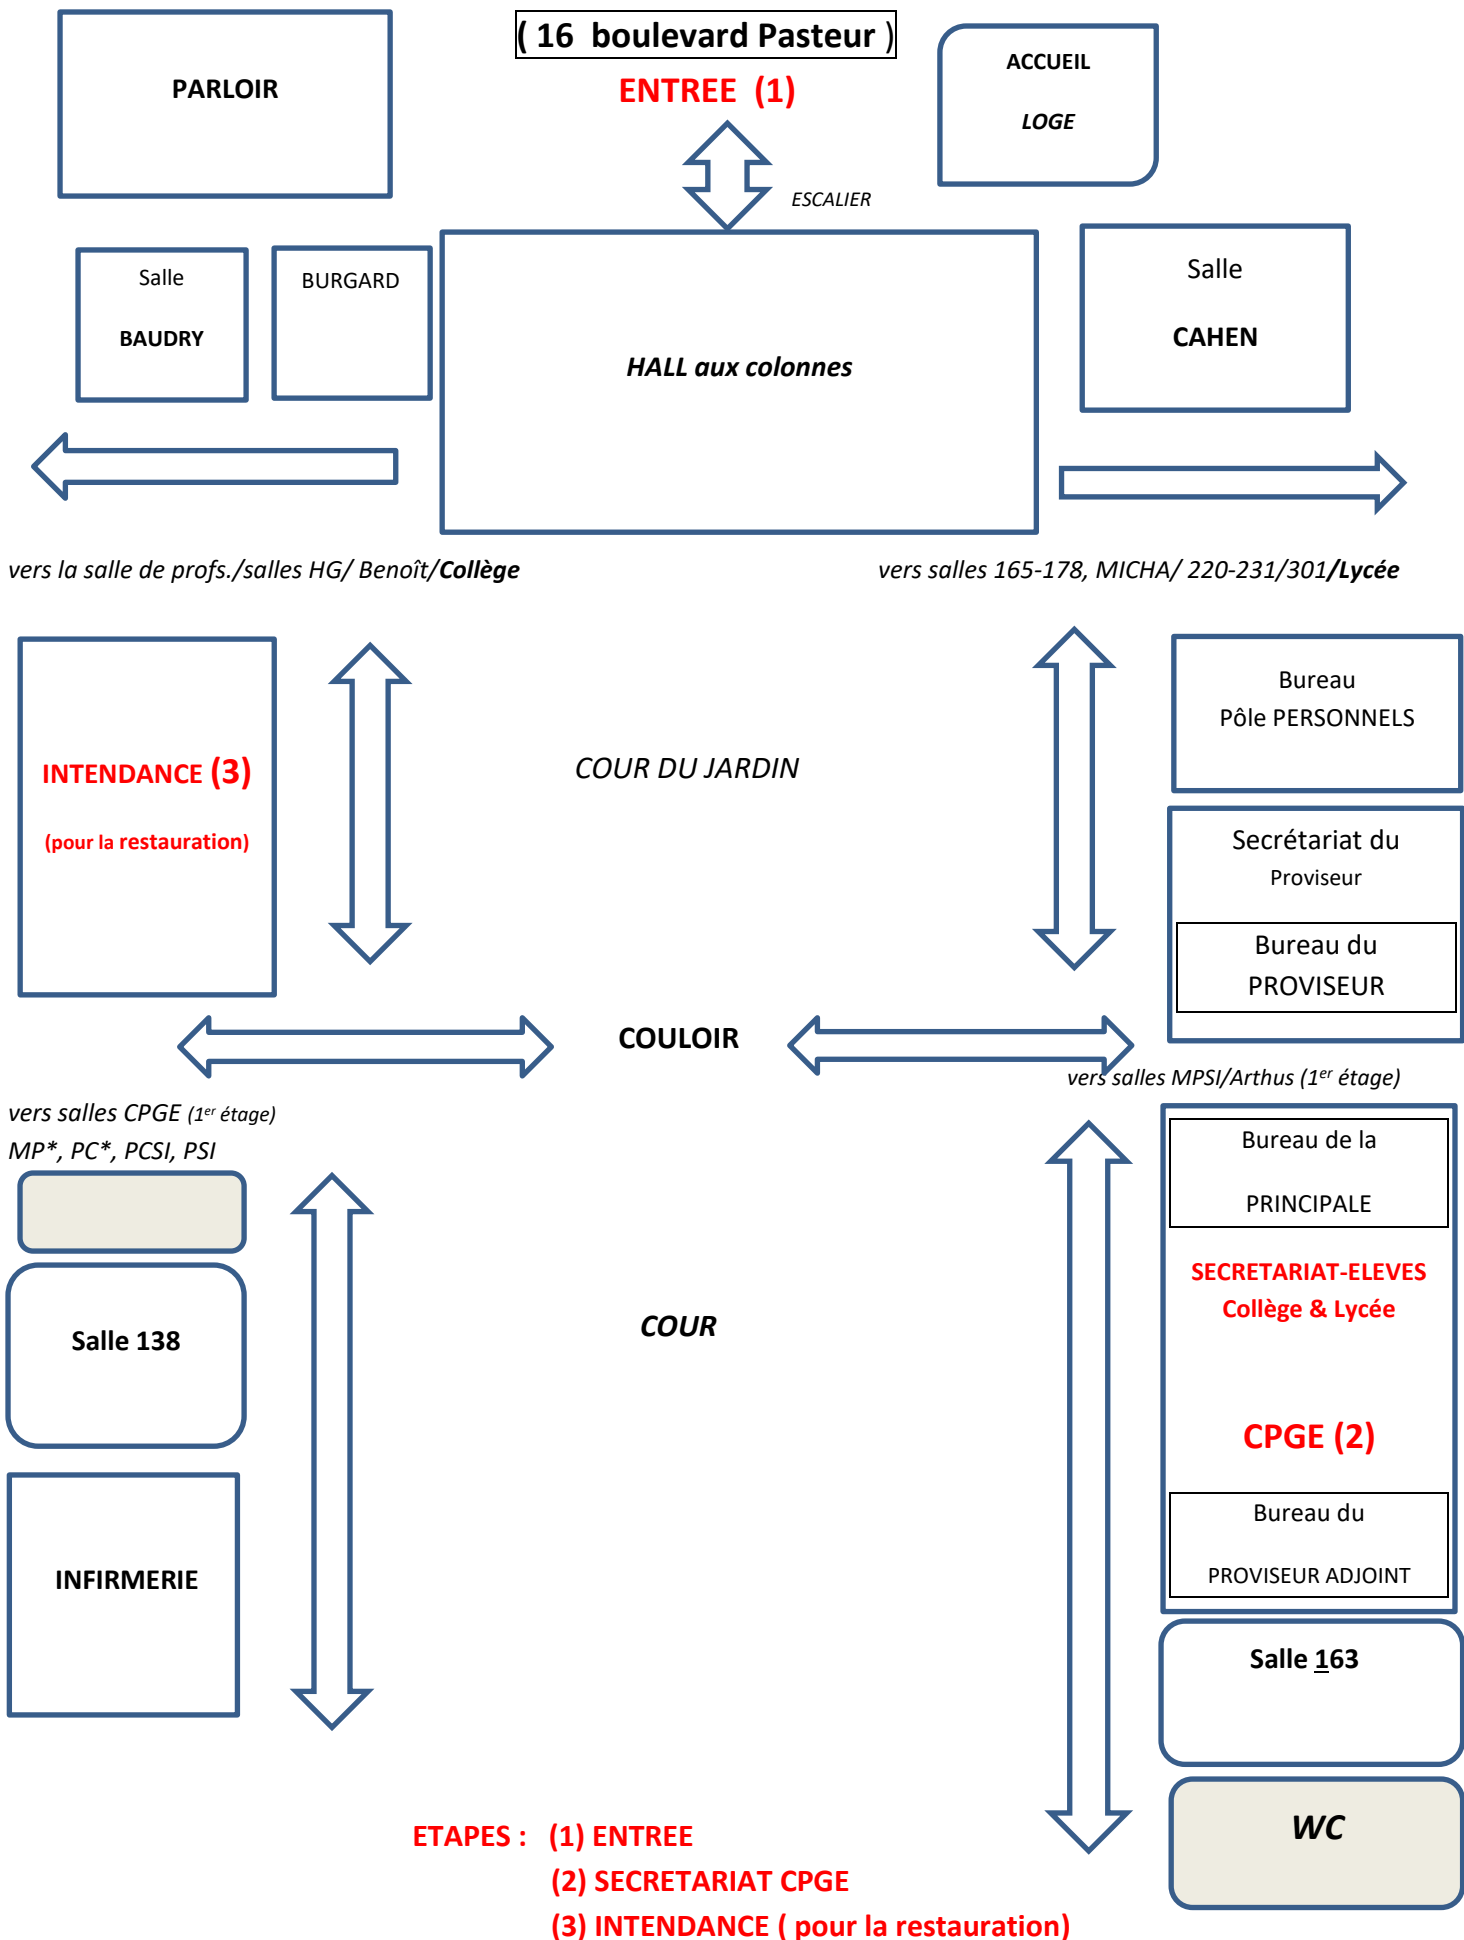 ( 16  boulevard Pasteur )
PARLOIR
ENTREE  (1)
ACCUEIL
LOGE
ESCALIER
Salle
BAUDRY
BURGARD
HALL aux colonnes
Salle
CAHEN
vers la salle de profs./salles HG/ Benoît/Collège
vers salles 165-178, MICHA/ 220-231/301/Lycée
INTENDANCE (3)
(pour la restauration)
COUR DU JARDIN
Bureau
Pôle PERSONNELS
Secrétariat du
Proviseur
Bureau du
PROVISEUR
COULOIR
vers salles MPSI/Arthus (1er étage)
vers salles CPGE (1er étage)
MP*, PC*, PCSI, PSI
Bureau de la
PRINCIPALE
SECRETARIAT-ELEVES
Collège & Lycée
CPGE (2)
Bureau du
PROVISEUR ADJOINT
Salle 138
COUR
INFIRMERIE
Salle 163
WC
ETAPES :   (1) ENTREE
(2) SECRETARIAT CPGE
(3) INTENDANCE ( pour la restauration)